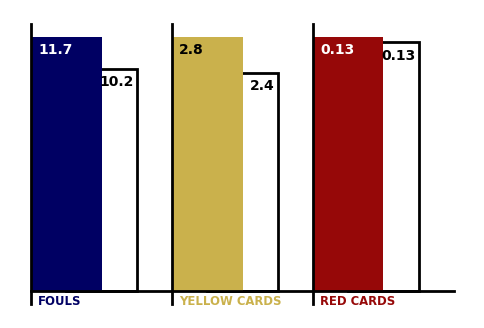 11.7
10.2
2.8
2.4
0.13
0.13
FOULS
YELLOW CARDS
RED CARDS